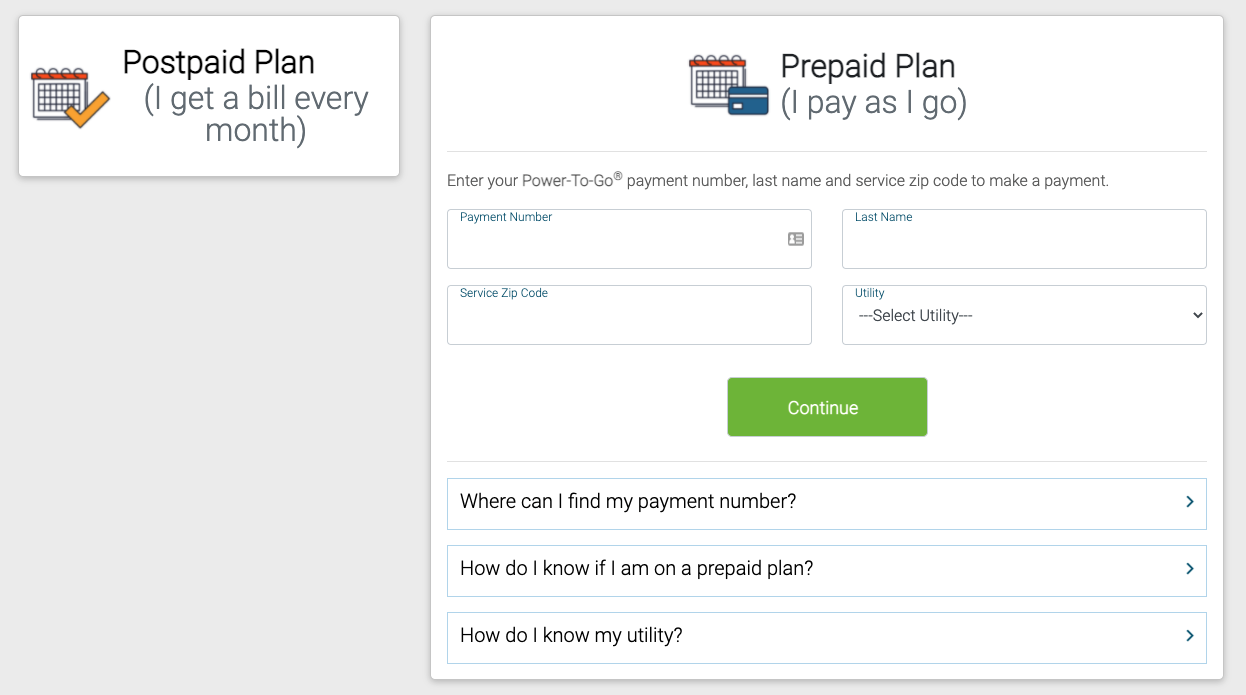 Postpaid Plan
(I get a bill every
month)
Prepaid Plan
(I pay as I go)
Enter your Power-To-Go® payment number, last name and service zip code to make a payment.
Payment Number
Last Name
Service Zip Code
Utility
---Select Utility---
Continue
Where can I find my payment number?
How do I know if I am on a prepaid plan?
How do I know my utility?